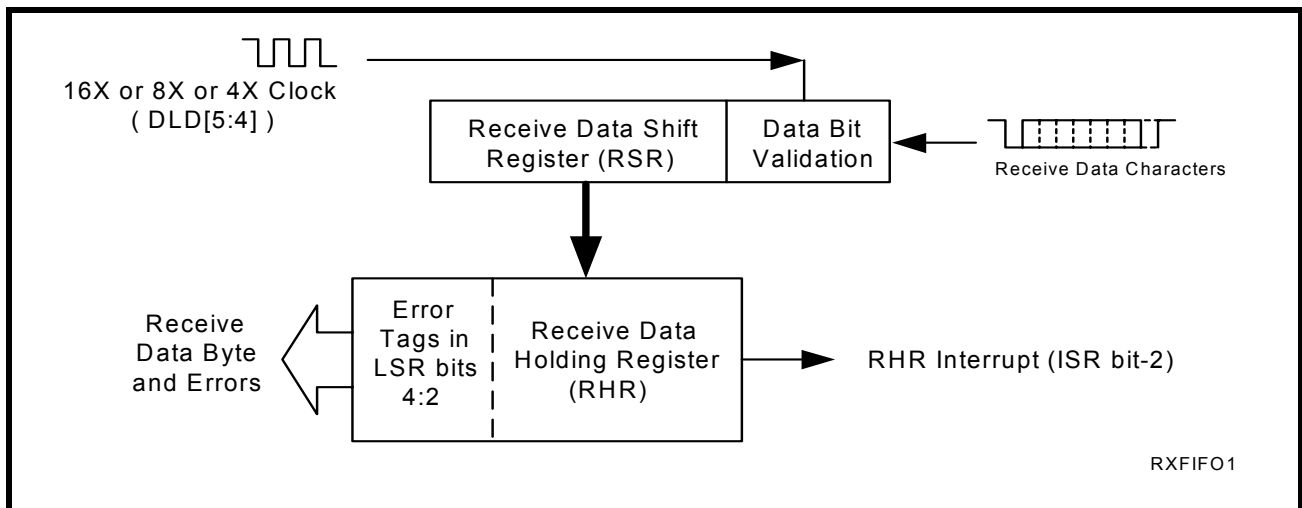 16X or 8X or 4X Clock
( DLD[5:4] )
Receive Data Shift
Register (RSR)
Data Bit
Validation
Receive Data Characters
Receive
Data Byte
and Errors
Error
Tags in
LSR bits
4:2
Receive Data
Holding Register
(RHR)
RHR Interrupt (ISR bit-2)
RXFIFO1